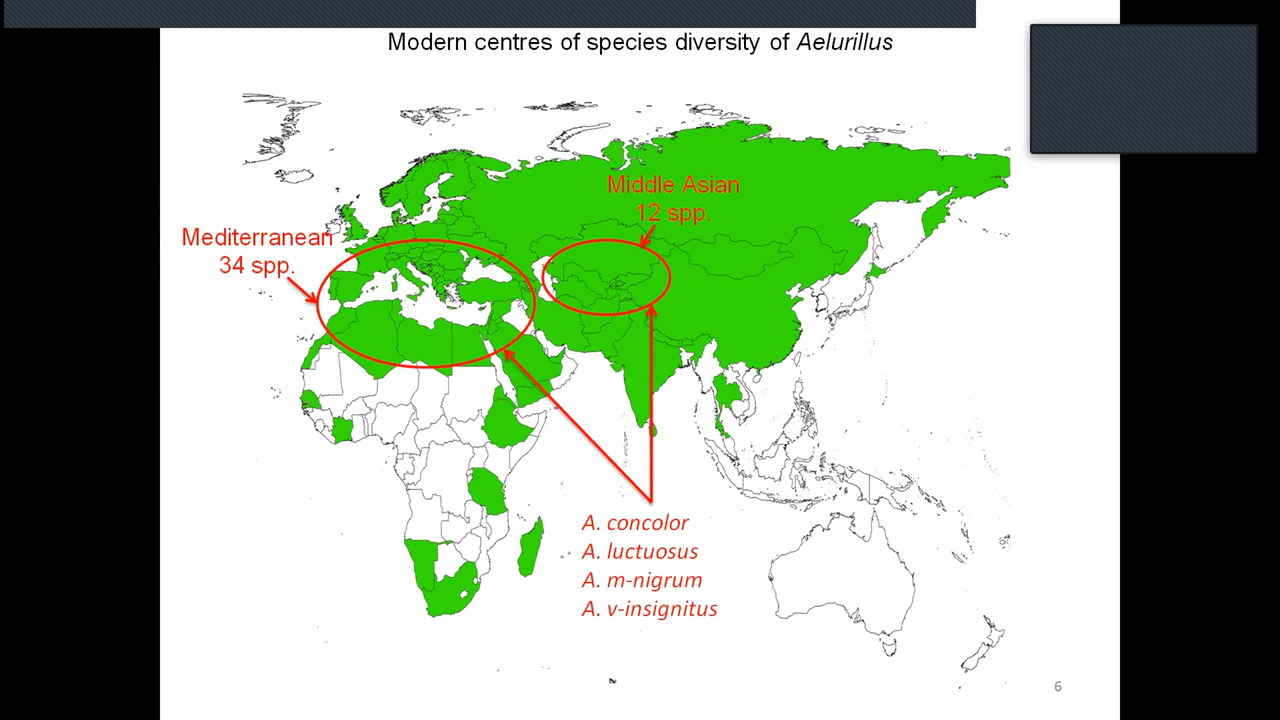 Modern centres of species diversity of Aelurillus
Middle Asian
12 spp.
Mediterranean
34 spp.
A. concolor
A. luctuosus
A. m-nigrum
A. v-insignitus
6